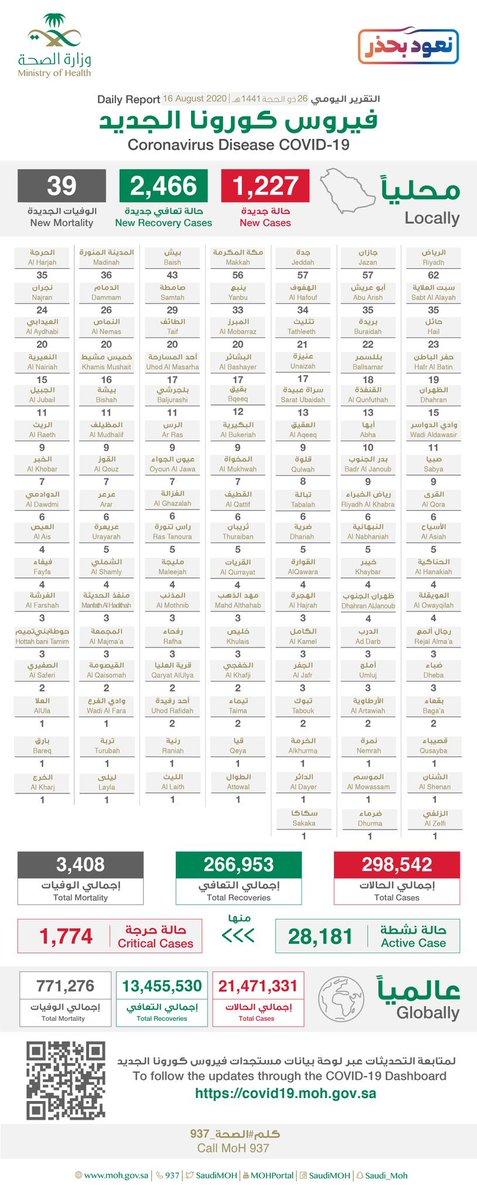 وزارة الصحة
Ministry of Health
نعود بحذر
Daily Report 16 August 2020 | التقرير اليومي 26 ذو الحجة 1441هـ
فيروس كورونا الجديد
Coronavirus Disease COVID-19
محلياً
Locally
39 2,466 1,227
الوفيات الجديدة حالة تعافي جديدة حالة جديدة
New Mortality New Recovery Cases New Cases
الرياض جازان جدة مكة المكرمة بيش المدينة المنورة الحرجة
Al Harjah Madinah Baish Makkah Jeddah Jazan Riyadh
35 36 43 56 57 57 62
سبت العلاية أبو عريش الهفوف ينبع صامطة الدمام نجران
Najran Dammam Samtah Yanbu Al Hafouf Abu Arish Sabt Al Alayah
24 26 29 33 34 35 35
حائل بريدة تثليث المبرز الطائف النماص العيدابي
Al Aydhabi Al Nemas Taif Al Mobarraz Tathleeth Buraidah Hail
20 20 20 20 21 22 23
حفر الباطن بللسمر عنيزة البشائر أحد المسارحة خميس مشيط النعيرية
Al Nairiah Khamis Mushait Uhod Al Masarha Al Bashayer Unaizah Ballsamar Hafr Al Batin
15 16 17 17 17 18 19
الظهران القنفذة سراة عبيدة بقيق بلجرشي بيشة الجبيل
Al Jubail Bishah Baljurashi Bqeeq Sarat Ubaidah Al Qunfuthah Dhahran
11 11 11 12 13 13 15
وادي الدواسر أبها العقيق البكيرية الرس المظيلف الريث
Al Raeth Al Mudhalif Ar Ras Al Bukeriah Al Aqeeq Abha Wadi Aldawasir
9 9 9 9 9 10 11
صبيا بدر الجنوب قلوة المخواة عيون الجواء القوز الخبر
Al Khobar Al Qouz Oyoun Al Jawa Al Mukhwah Qulwah Badr Al Janoub Sabya
7 7 7 7 8 9 9
القرى رياض الخبراء تبالة القطيف الغزالة عرعر الدوادمي
Al Dawdmi Arar Al Ghazalah Al Qattif Tabalah Riyadh Al Khabra Al Qora
6 6 6 6 6 6 6
الأسياح النبهانية ضرية ثريبان راس تنورة عريعرة العيص
Al Ais Urayarah Ras Tanoura Thuraiban Dhariah Al Nabhaniah Al Asiah
5 5 5 5 5 5 5
الحناكية خيبر القوارة القريات مليجة الشملي فيفاء
Fayfa Al Shamly Maleejah Al Qurrayat AlQawara Khaybar Al Hanakiah
4 4 4 4 4 4 4
العويقلة ظهران الجنوب الهجرة مهد الذهب المذنب منفذ الحديثة الفرشة
Al Farshah Manfath Al Hadithah Al Mothnib Mahd Althahab Al Hajrah Dhahran AlJanoub Al Owayqilah
3 3 3 3 3 4 4
رجال ألمع الدرب الكامل خليص رفحاء المجمعة حوطة بني تميم
Hottah bani Tamim Al Majma'a Rafha Khulais Al Kamel Ad Darb Rejal Alma'a
3 3 3 3 3 3 3
ضباء أملج الجفر الخفجي قرية العليا القيصومة الصفيري
Al Saferi Al Qaisomah Qaryat AlUlya Al Khafji Al Jafr Umluj Dheba
2 2 2 2 3 3 3
بقعاء الأرطاوية تبوك تيماء أحد رفيدة وادي الفرع العلا
AlUla Wadi Al Fara Uhod Rafidah Taima Tabouk Al Artawiah Baga'a
1 1 2 2 2 2 2
قصيباء نمرة الخرمة قيا رنية تربة بارق
Bareq Turubah Raniah Qeya Alkhurma Nemrah Qusayba
1 1 1 1 1 1 1
الشنان الموسم الدائر الطوال الليث ليلى الخرج
Al Kharj Layla Al Laith Attowal Al Dayer Al Mowassam Al Shenan
1 1 1 1 1 1 1
الزلفي ضرماء سكاكا
Sakaka Dhurma Al Zelfi
1 1 1
3,408 266,953 298,542
إجمالي الوفيات إجمالي التعافي إجمالي الحالات
Total Mortality Total Recoveries Total Cases
1,774 حالة حرجة منها <<< 28,181 حالة نشطة
Critical Cases Active Case
عالمياً
Globally
771,276 13,455,530 21,471,331
إجمالي الوفيات إجمالي التعافي إجمالي الحالات
Total Mortality Total Recoveries Total Cases
لمتابعة التحديثات عبر لوحة بيانات مستجدات فيروس كورونا الجديد
To follow the updates through the COVID-19 Dashboard
https://covid19.moh.gov.sa
كلم#الصحة_937
Call MoH 937
www.moh.gov.sa | 937 | SaudiMOH | MOHPortal | SaudiMOH | Saudi_Moh